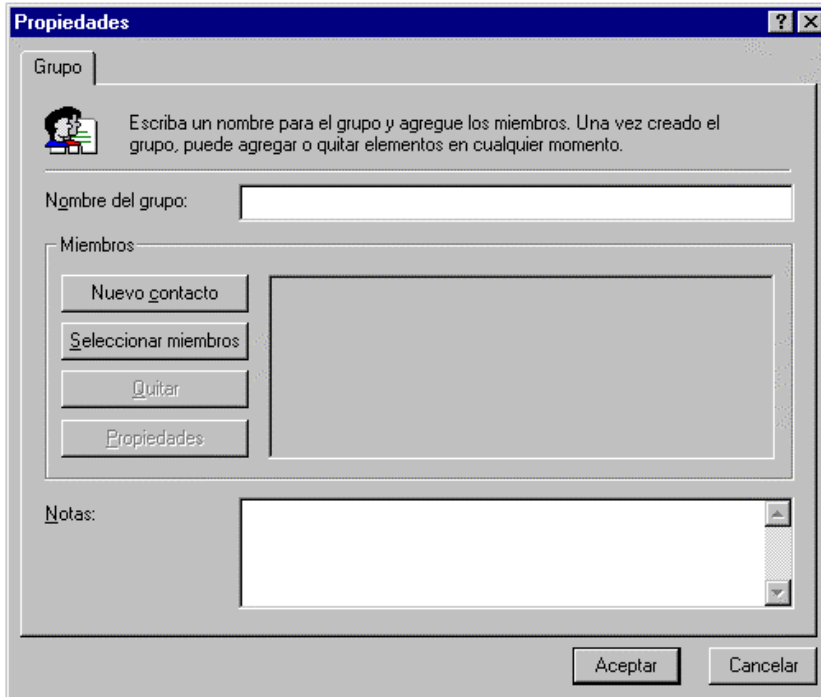 Propiedades
Grupo
Escriba un nombre para el grupo y agregue los miembros. Una vez creado el
grupo, puede agregar o quitar elementos en cualquier momento.
Nombre del grupo:
Miembros
Nuevo contacto
Seleccionar miembros
Quitar
Propiedades
Notas:
Aceptar
Cancelar